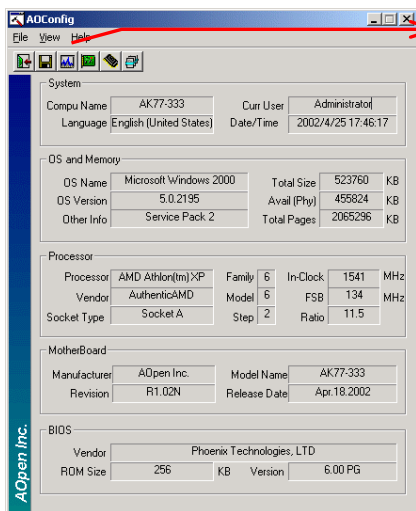 AOConfig
File View Help
System
Compu Name AK77-333 Curr User Administrator
Language English (United States) Date/Time 2002/4/25 17:46:17
OS and Memory
OS Name Microsoft Windows 2000 Total Size 523760 KB
OS Version 5.0.2195 Avail (Phy) 455824 KB
Other Info Service Pack 2 Total Pages 2065296 KB
Processor
Processor AMD Athlon(tm) XP Family 6 In-Clock 1541 MHz
Vendor AuthenticAMD Model 6 FSB 134 MHz
Socket Type Socket A Step 2 Ratio 11.5
MotherBoard
Manufacturer AOpen Inc. Model Name AK77-333
Revision R1.02N Release Date Apr.18.2002
BIOS
Vendor Phoenix Technologies, LTD
ROM Size 256 KB Version 6.00 PG
AOpen Inc.